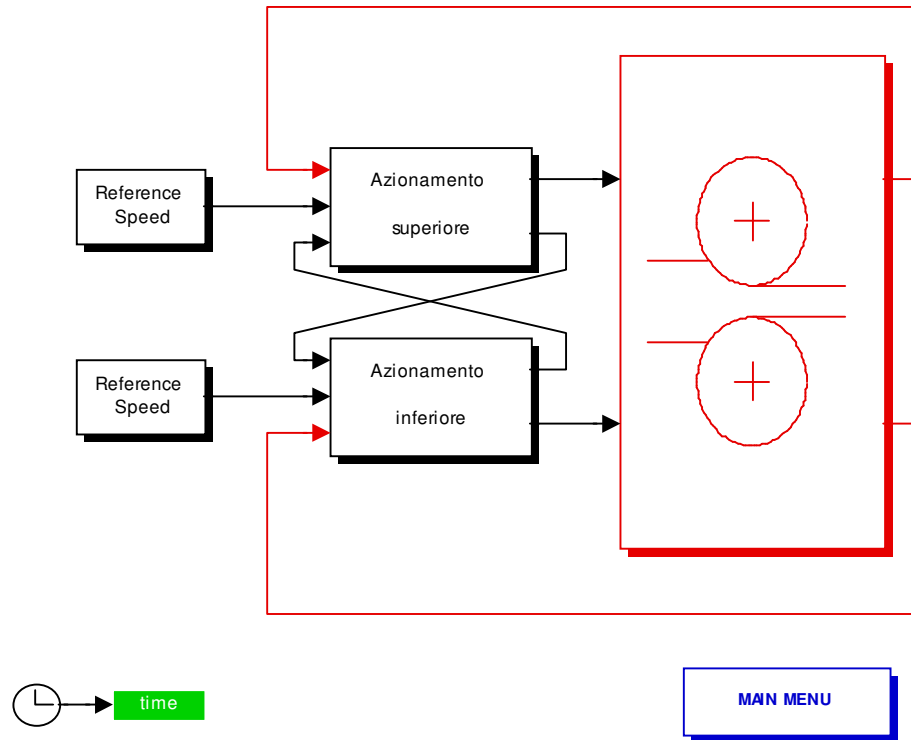 Reference
Speed
Azionamento
superiore
Reference
Speed
Azionamento
inferiore
time
MAIN MENU